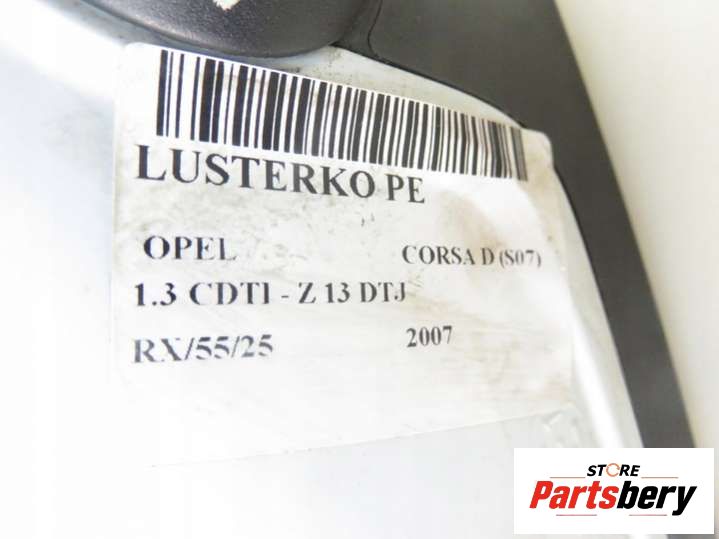 LUSTERKO PE
OPEL CORSA D (S07)
1.3 CDTI - Z 13 DTJ
RX/55/25 2007
STORE
Partsbery